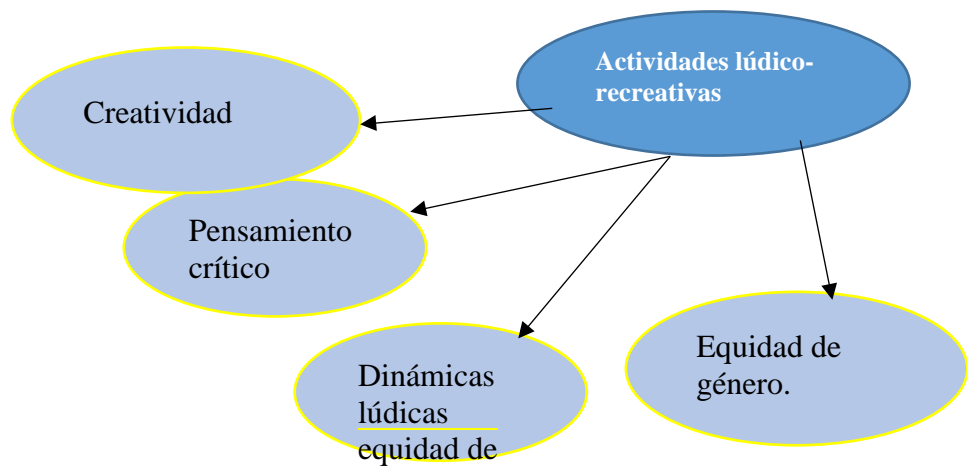 Actividades lúdico-
recreativas
Creatividad
Pensamiento
crítico
Dinámicas
lúdicas
equidad de
Equidad de
género.